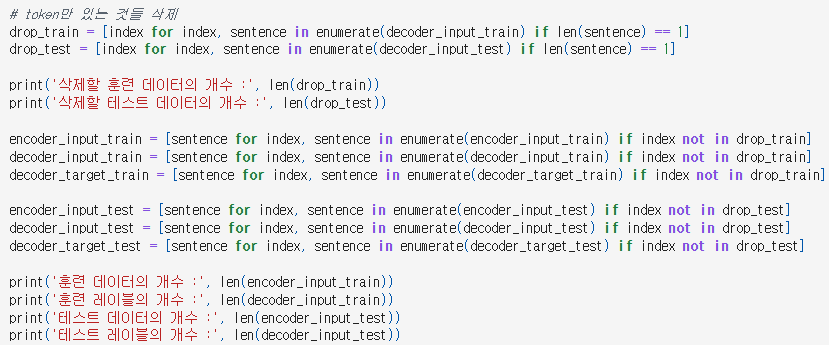 # token만 있는 것들 삭제
drop_train = [index for index, sentence in enumerate(decoder_input_train) if len(sentence) == 1]
drop_test = [index for index, sentence in enumerate(decoder_input_test) if len(sentence) == 1]
print('삭제할 훈련 데이터의 개수 :', len(drop_train))
print('삭제할 테스트 데이터의 개수 :', len(drop_test))
encoder_input_train = [sentence for index, sentence in enumerate(encoder_input_train) if index not in drop_train]
decoder_input_train = [sentence for index, sentence in enumerate(decoder_input_train) if index not in drop_train]
decoder_target_train = [sentence for index, sentence in enumerate(decoder_target_train) if index not in drop_train]
encoder_input_test = [sentence for index, sentence in enumerate(encoder_input_test) if index not in drop_test]
decoder_input_test = [sentence for index, sentence in enumerate(decoder_input_test) if index not in drop_test]
decoder_target_test = [sentence for index, sentence in enumerate(decoder_target_test) if index not in drop_test]
print('훈련 데이터의 개수 :', len(encoder_input_train))
print('훈련 레이블의 개수 :', len(decoder_input_train))
print('테스트 데이터의 개수 :', len(encoder_input_test))
print('테스트 레이블의 개수 :', len(decoder_input_test))